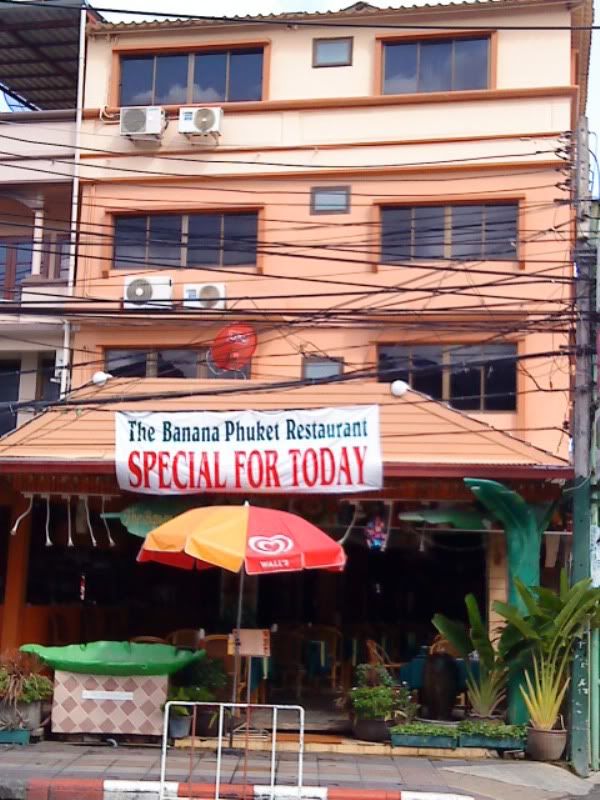 The Banana Phuket Restaurant
SPECIAL FOR TODAY
WALL'S